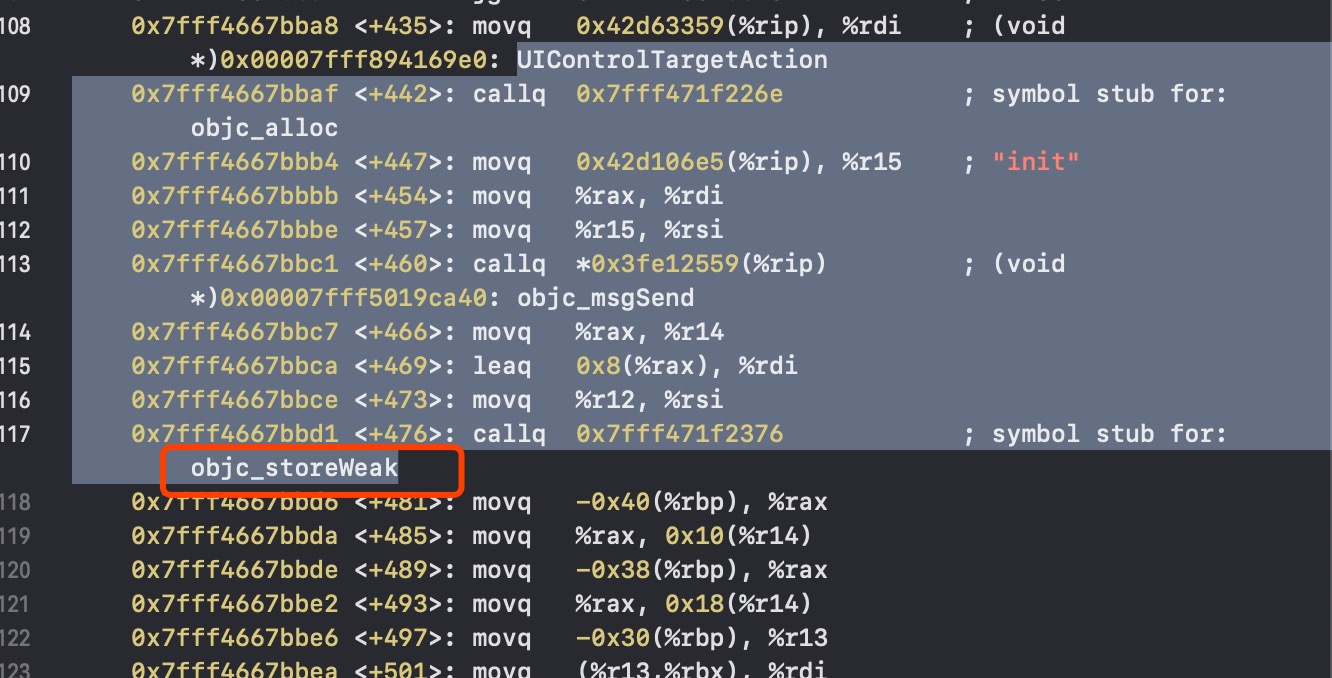 108 0x7fff4667bba8 <+435>: movq 0x42d63359(%rip), %rdi ; (void
*)0x00007fff894169e0: UIControlTargetAction
109 0x7fff4667bbaf <+442>: callq 0x7fff471f226e ; symbol stub for:
objc_alloc
110 0x7fff4667bbb4 <+447>: movq 0x42d106e5(%rip), %r15 ; "init"
111 0x7fff4667bbbb <+454>: movq %rax, %rdi
112 0x7fff4667bbbe <+457>: movq %r15, %rsi
113 0x7fff4667bbc1 <+460>: callq *0x3fe12559(%rip) ; (void
*)0x00007fff5019ca40: objc_msgSend
114 0x7fff4667bbc7 <+466>: movq %rax, %r14
115 0x7fff4667bbca <+469>: leaq 0x8(%rax), %rdi
116 0x7fff4667bbce <+473>: movq %r12, %rsi
117 0x7fff4667bbd1 <+476>: callq 0x7fff471f2376 ; symbol stub for:
objc_storeWeak
118 0x7fff4667bbd6 <+481>: movq -0x40(%rbp), %rax
119 0x7fff4667bbda <+485>: movq %rax, 0x10(%r14)
120 0x7fff4667bbde <+489>: movq -0x38(%rbp), %rax
121 0x7fff4667bbe2 <+493>: movq %rax, 0x18(%r14)
122 0x7fff4667bbe6 <+497>: movq -0x30(%rbp), %r13
123 0x7fff4667bbea <+501>: movq (%r13,%rbx), %rdi